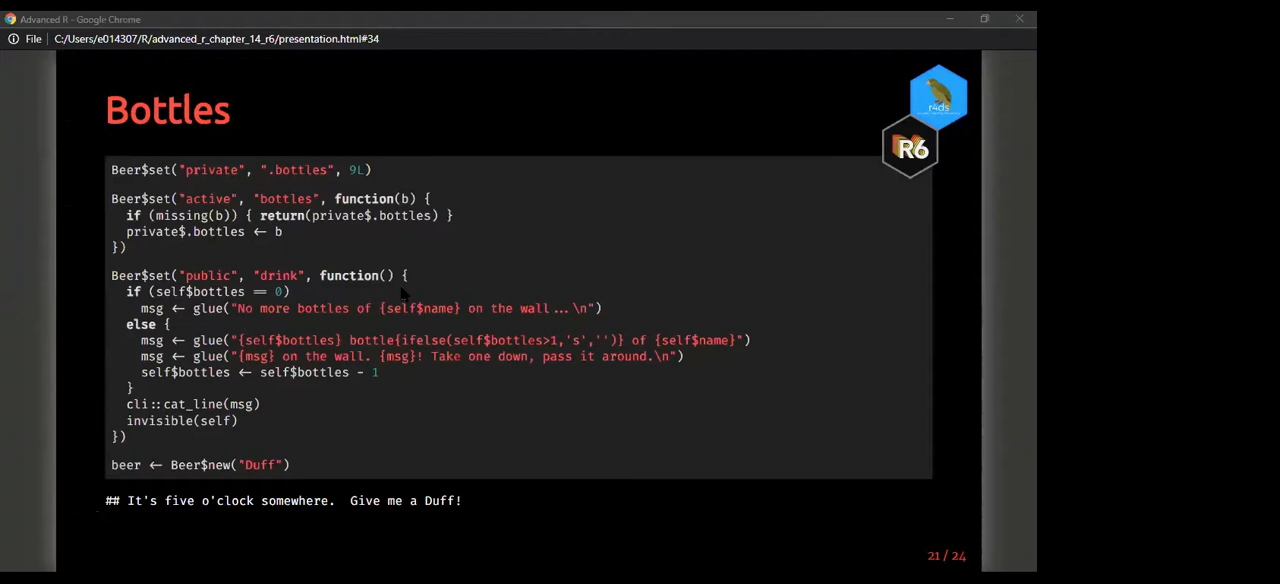 Advanced R - Google Chrome
File C:/Users/e014307/R/advanced_r_chapter_14_r6/presentation.html#34
Bottles
r4ds
R6
Beer$set("private", ".bottles", 9L)
Beer$set("active", "bottles", function(b) {
if (missing(b)) { return(private$.bottles) }
private$.bottles <- b
})
Beer$set("public", "drink", function() {
if (self$bottles == 0)
msg <- glue("No more bottles of {self$name} on the wall...\n")
else {
msg <- glue("{self$bottles} bottle{ifelse(self$bottles>1,'s','')} of {self$name}")
msg <- glue("{msg} on the wall. {msg}! Take one down, pass it around.\n")
self$bottles <- self$bottles - 1
}
cli::cat_line(msg)
invisible(self)
})
beer <- Beer$new("Duff")
## It's five o'clock somewhere.  Give me a Duff!
21 / 24